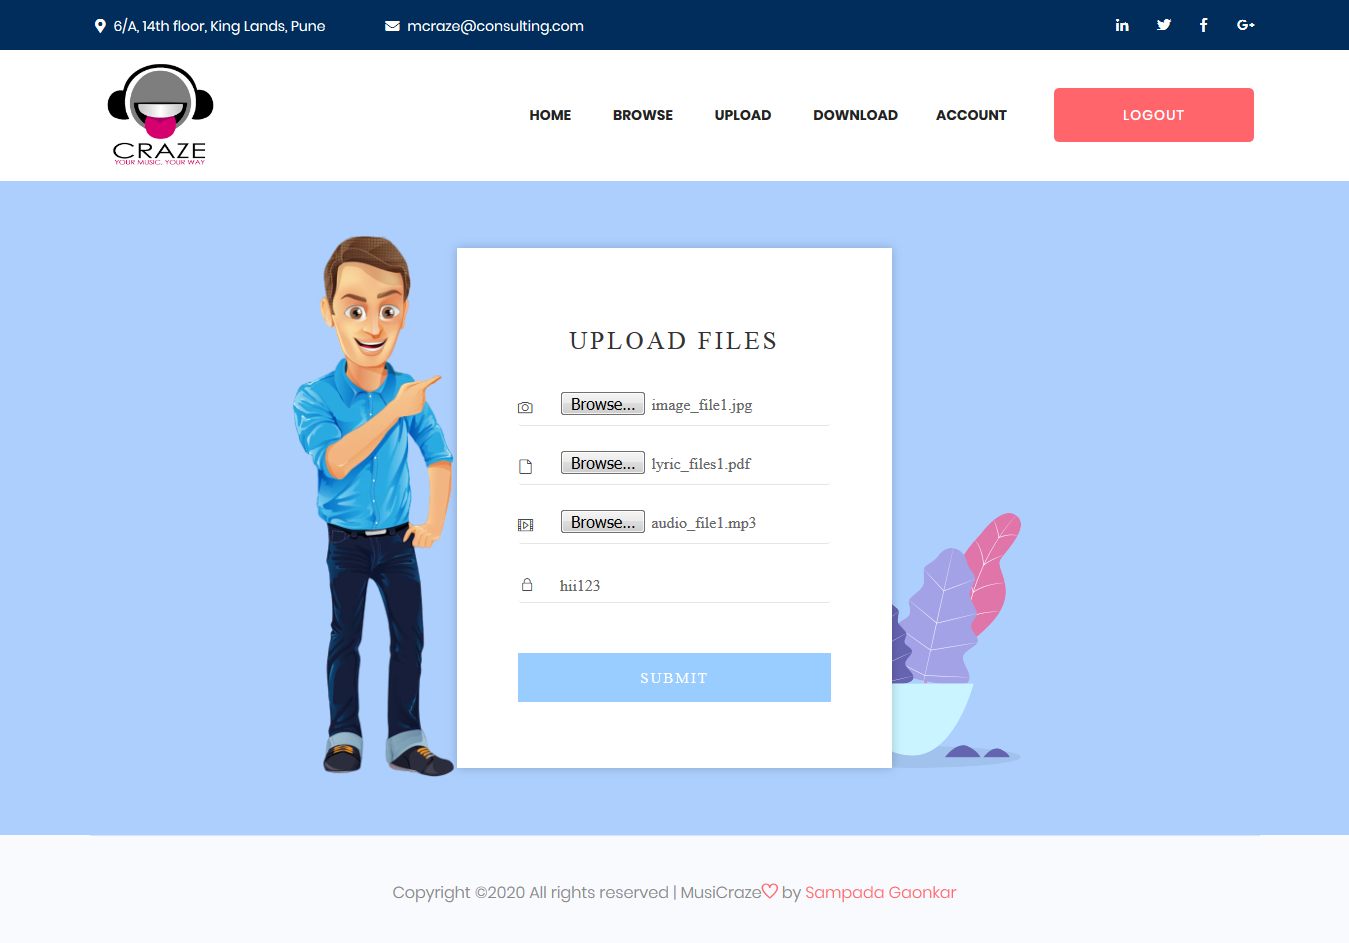 6/A, 14th floor, King Lands, Pune
mcraze@consulting.com
CRAZE
YOUR MUSIC, YOUR WAY
HOME BROWSE UPLOAD DOWNLOAD ACCOUNT LOGOUT
UPLOAD FILES
Browse... image_file1.jpg
Browse... lyric_files1.pdf
Browse... audio_file1.mp3
hii123
SUBMIT
Copyright ©2020 All rights reserved | MusiCraze♡ by Sampada Gaonkar